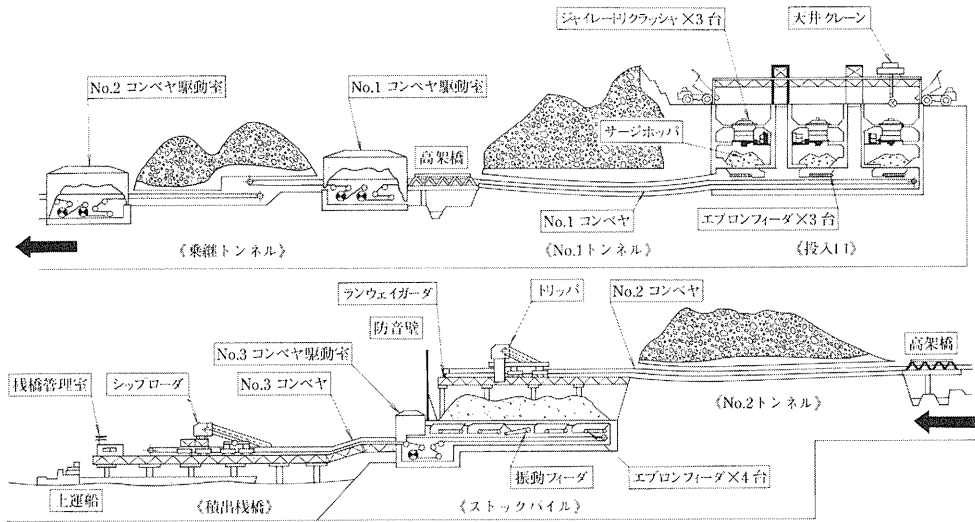 ジャイレートリクラッシャ×3台
天井クレーン
No.2 コンベヤ駆動室
No.1 コンベヤ駆動室
サージホッパ
高架橋
No.1 コンベヤ
エプロンフィーダ×3台
《乗継トンネル》
《No.1トンネル》
《投入口》
ランウェイガーダ
トリッパ
No.2 コンベヤ
防音壁
No.3 コンベヤ駆動室
高架橋
桟橋管理室
シップローダ
No.3 コンベヤ
《No.2トンネル》
振動フィーダ
エプロンフィーダ×4台
土運船
《積出桟橋》
《ストックパイル》